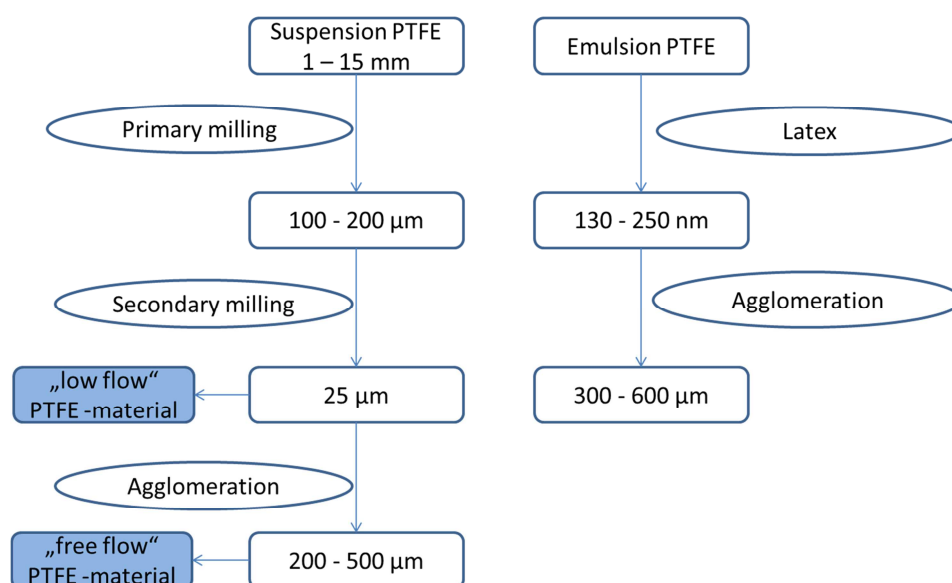 Suspension PTFE
1 – 15 mm
Emulsion PTFE
Primary milling
Latex
100 - 200 µm
130 - 250 nm
Secondary milling
Agglomeration
„low flow“
PTFE -material
25 µm
300 - 600 µm
Agglomeration
„free flow“
PTFE -material
200 - 500 µm